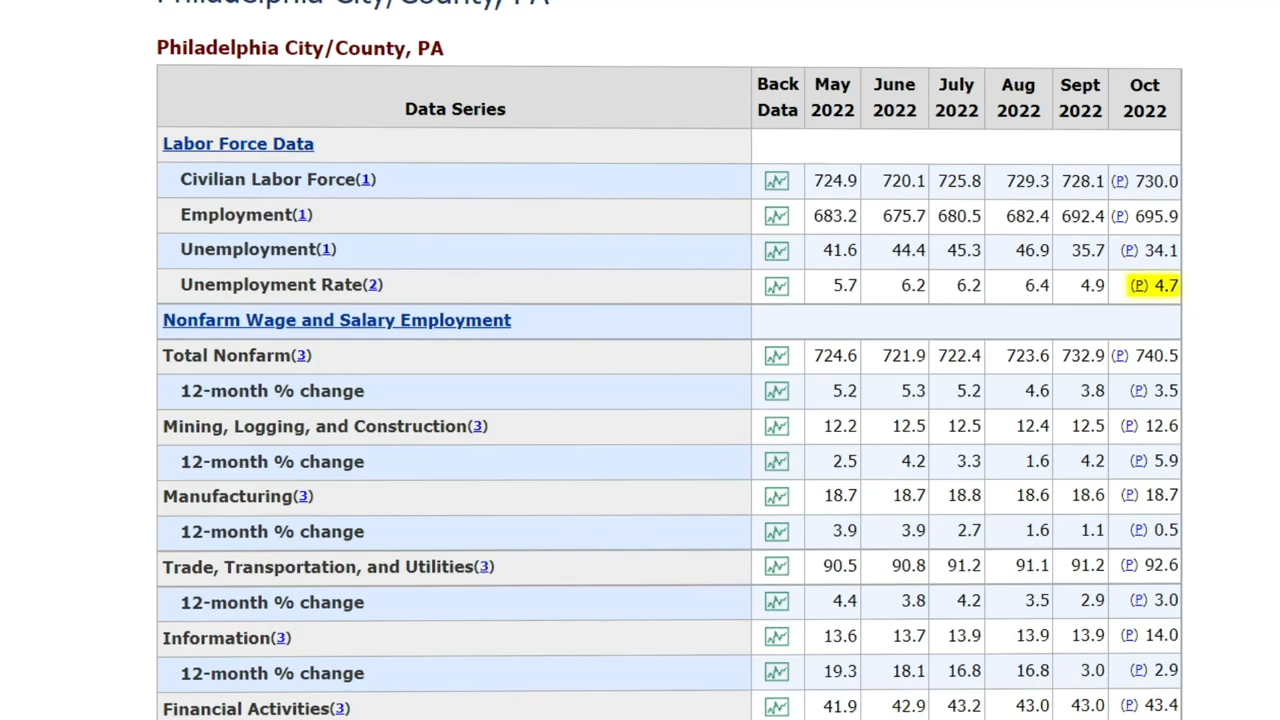 Philadelphia City/County, PA
Philadelphia City/County, PA
Data Series Back Data May 2022 June 2022 July 2022 Aug 2022 Sept 2022 Oct 2022
Labor Force Data
Civilian Labor Force(1) 724.9 720.1 725.8 729.3 728.1 (P) 730.0
Employment(1) 683.2 675.7 680.5 682.4 692.4 (P) 695.9
Unemployment(1) 41.6 44.4 45.3 46.9 35.7 (P) 34.1
Unemployment Rate(2) 5.7 6.2 6.2 6.4 4.9 (P) 4.7
Nonfarm Wage and Salary Employment
Total Nonfarm(3) 724.6 721.9 722.4 723.6 732.9 (P) 740.5
12-month % change 5.2 5.3 5.2 4.6 3.8 (P) 3.5
Mining, Logging, and Construction(3) 12.2 12.5 12.5 12.4 12.5 (P) 12.6
12-month % change 2.5 4.2 3.3 1.6 4.2 (P) 5.9
Manufacturing(3) 18.7 18.7 18.8 18.6 18.6 (P) 18.7
12-month % change 3.9 3.9 2.7 1.6 1.1 (P) 0.5
Trade, Transportation, and Utilities(3) 90.5 90.8 91.2 91.1 91.2 (P) 92.6
12-month % change 4.4 3.8 4.2 3.5 2.9 (P) 3.0
Information(3) 13.6 13.7 13.9 13.9 13.9 (P) 14.0
12-month % change 19.3 18.1 16.8 16.8 3.0 (P) 2.9
Financial Activities(3) 41.9 42.9 43.2 43.0 43.0 (P) 43.4